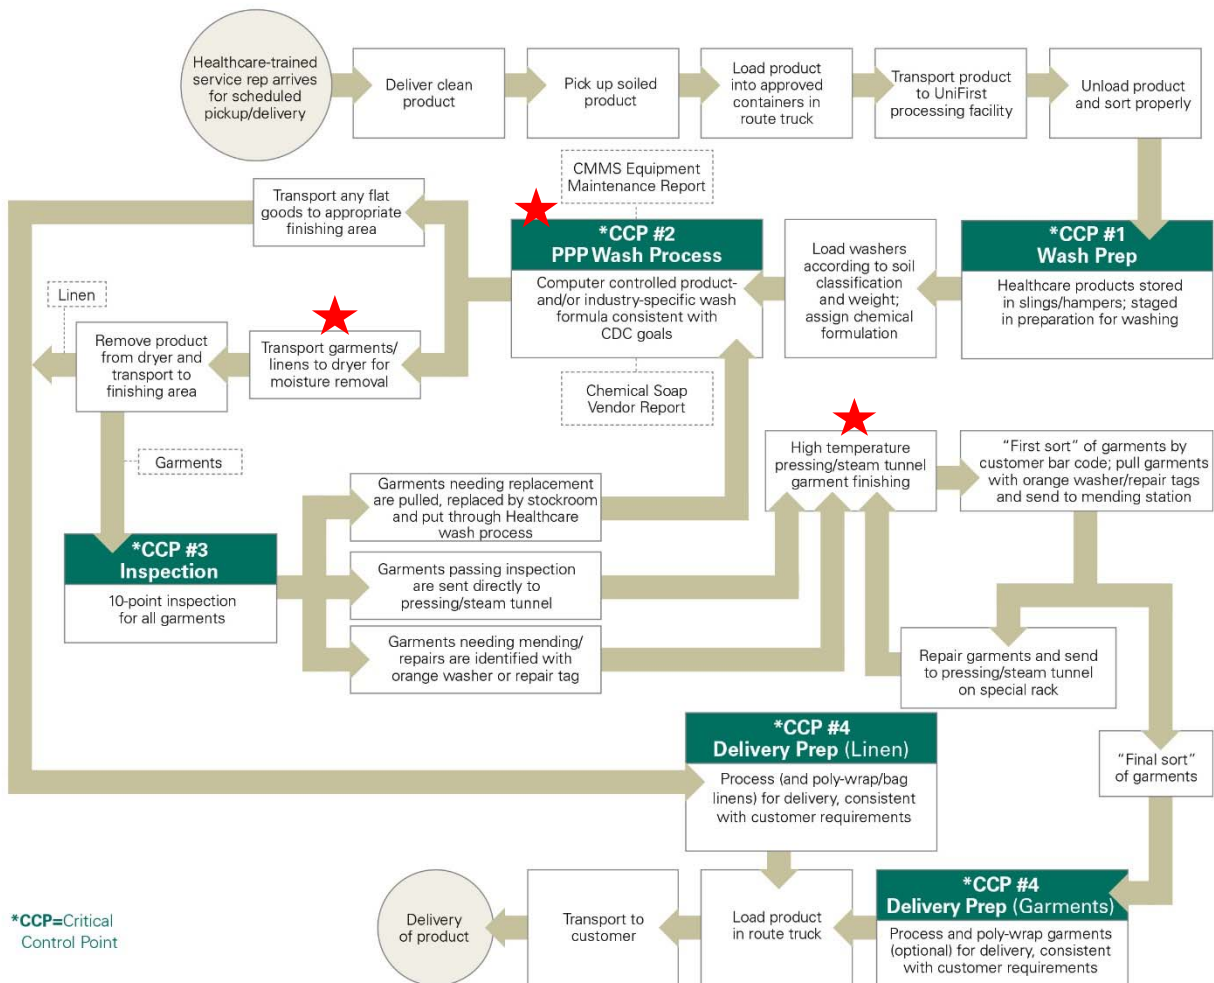 Healthcare-trained
service rep arrives
for scheduled
pickup/delivery
Deliver clean
product
Pick up soiled
product
Load product
into approved
containers in
route truck
Transport product
to UniFirst
processing facility
Unload product
and sort properly
CMMS Equipment
Maintenance Report
Transport any flat
goods to appropriate
finishing area
*CCP #2
PPP Wash Process
Computer controlled product-
and/or industry-specific wash
formula consistent with
CDC goals
Load washers
according to soil
classification
and weight;
assign chemical
formulation
*CCP #1
Wash Prep
Healthcare products stored
in slings/hampers; staged
in preparation for washing
Linen
Remove product
from dryer and
transport to
finishing area
Transport garments/
linens to dryer for
moisture removal
Chemical Soap
Vendor Report
Garments
High temperature
pressing/steam tunnel
garment finishing
"First sort" of garments by
customer bar code; pull garments
with orange washer/repair tags
and send to mending station
Garments needing replacement
are pulled, replaced by stockroom
and put through Healthcare
wash process
*CCP #3
Inspection
10-point inspection
for all garments
Garments passing inspection
are sent directly to
pressing/steam tunnel
Garments needing mending/
repairs are identified with
orange washer or repair tag
Repair garments and send
to pressing/steam tunnel
on special rack
*CCP #4
Delivery Prep (Linen)
Process (and poly-wrap/bag
linens) for delivery, consistent
with customer requirements
"Final sort"
of garments
*CCP=Critical
Control Point
Delivery
of product
Transport to
customer
Load product
in route truck
*CCP #4
Delivery Prep (Garments)
Process and poly-wrap garments
(optional) for delivery, consistent
with customer requirements